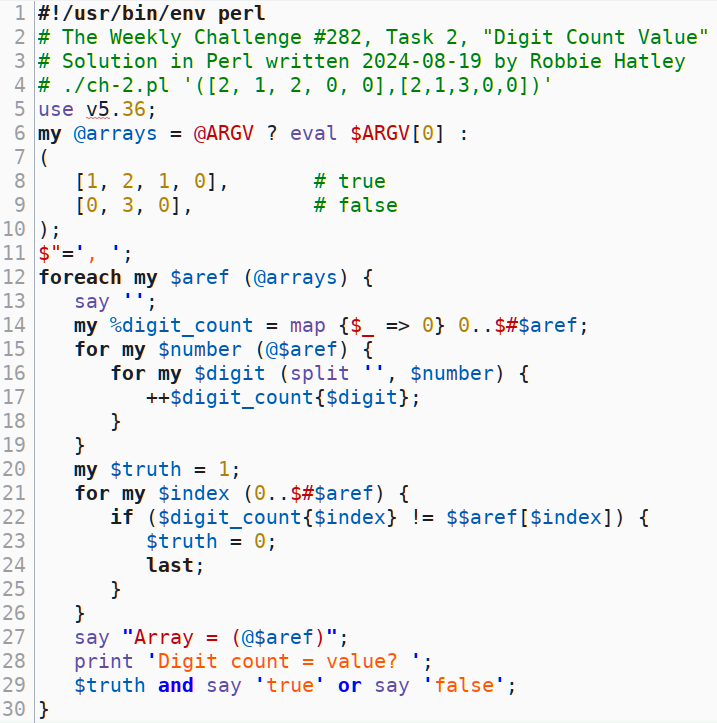 1 #!/usr/bin/env perl
2 # The Weekly Challenge #282, Task 2, "Digit Count Value"
3 # Solution in Perl written 2024-08-19 by Robbie Hatley
4 # ./ch-2.pl '([2, 1, 2, 0, 0],[2,1,3,0,0])'
5 use v5.36;
6 my @arrays = @ARGV ? eval $ARGV[0] :
7 (
8    [1, 2, 1, 0],       # true
9    [0, 3, 0],          # false
10 );
11 $"=', ';
12 foreach my $aref (@arrays) {
13    say '';
14    my %digit_count = map {$_ => 0} 0..$#$aref;
15    for my $number (@$aref) {
16       for my $digit (split '', $number) {
17          ++$digit_count{$digit};
18       }
19    }
20    my $truth = 1;
21    for my $index (0..$#$aref) {
22       if ($digit_count{$index} != $$aref[$index]) {
23          $truth = 0;
24          last;
25       }
26    }
27    say "Array = (@$aref)";
28    print 'Digit count = value? ';
29    $truth and say 'true' or say 'false';
30 }